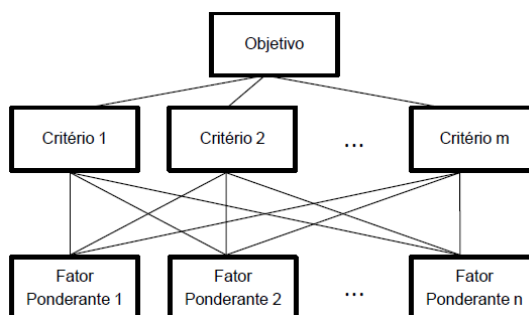 Objetivo
Critério 1
Critério 2
...
Critério m
Fator
Ponderante 1
Fator
Ponderante 2
...
Fator
Ponderante n